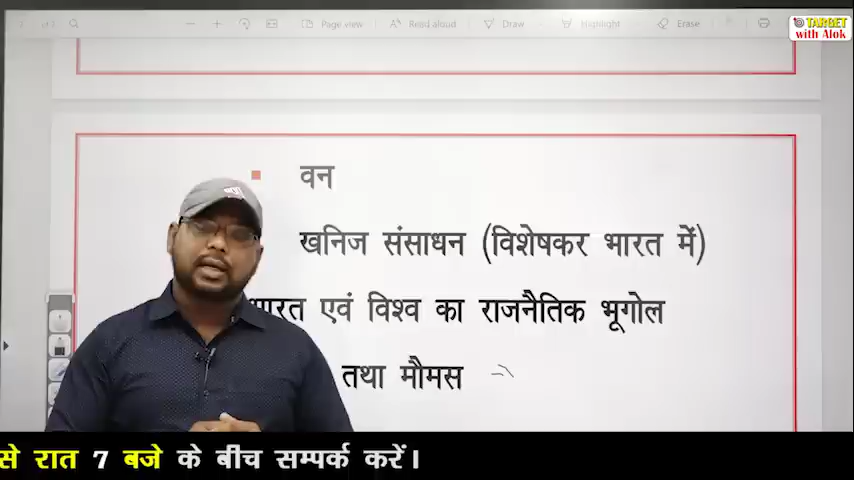 Page view Read aloud Draw Highlight Erase
TARGET
with Alok
वन
खनिज संसाधन (विशेषकर भारत में)
भारत एवं विश्व का राजनैतिक भूगोल
तथा मौमस
से रात 7 बजे के बीच सम्पर्क करें।